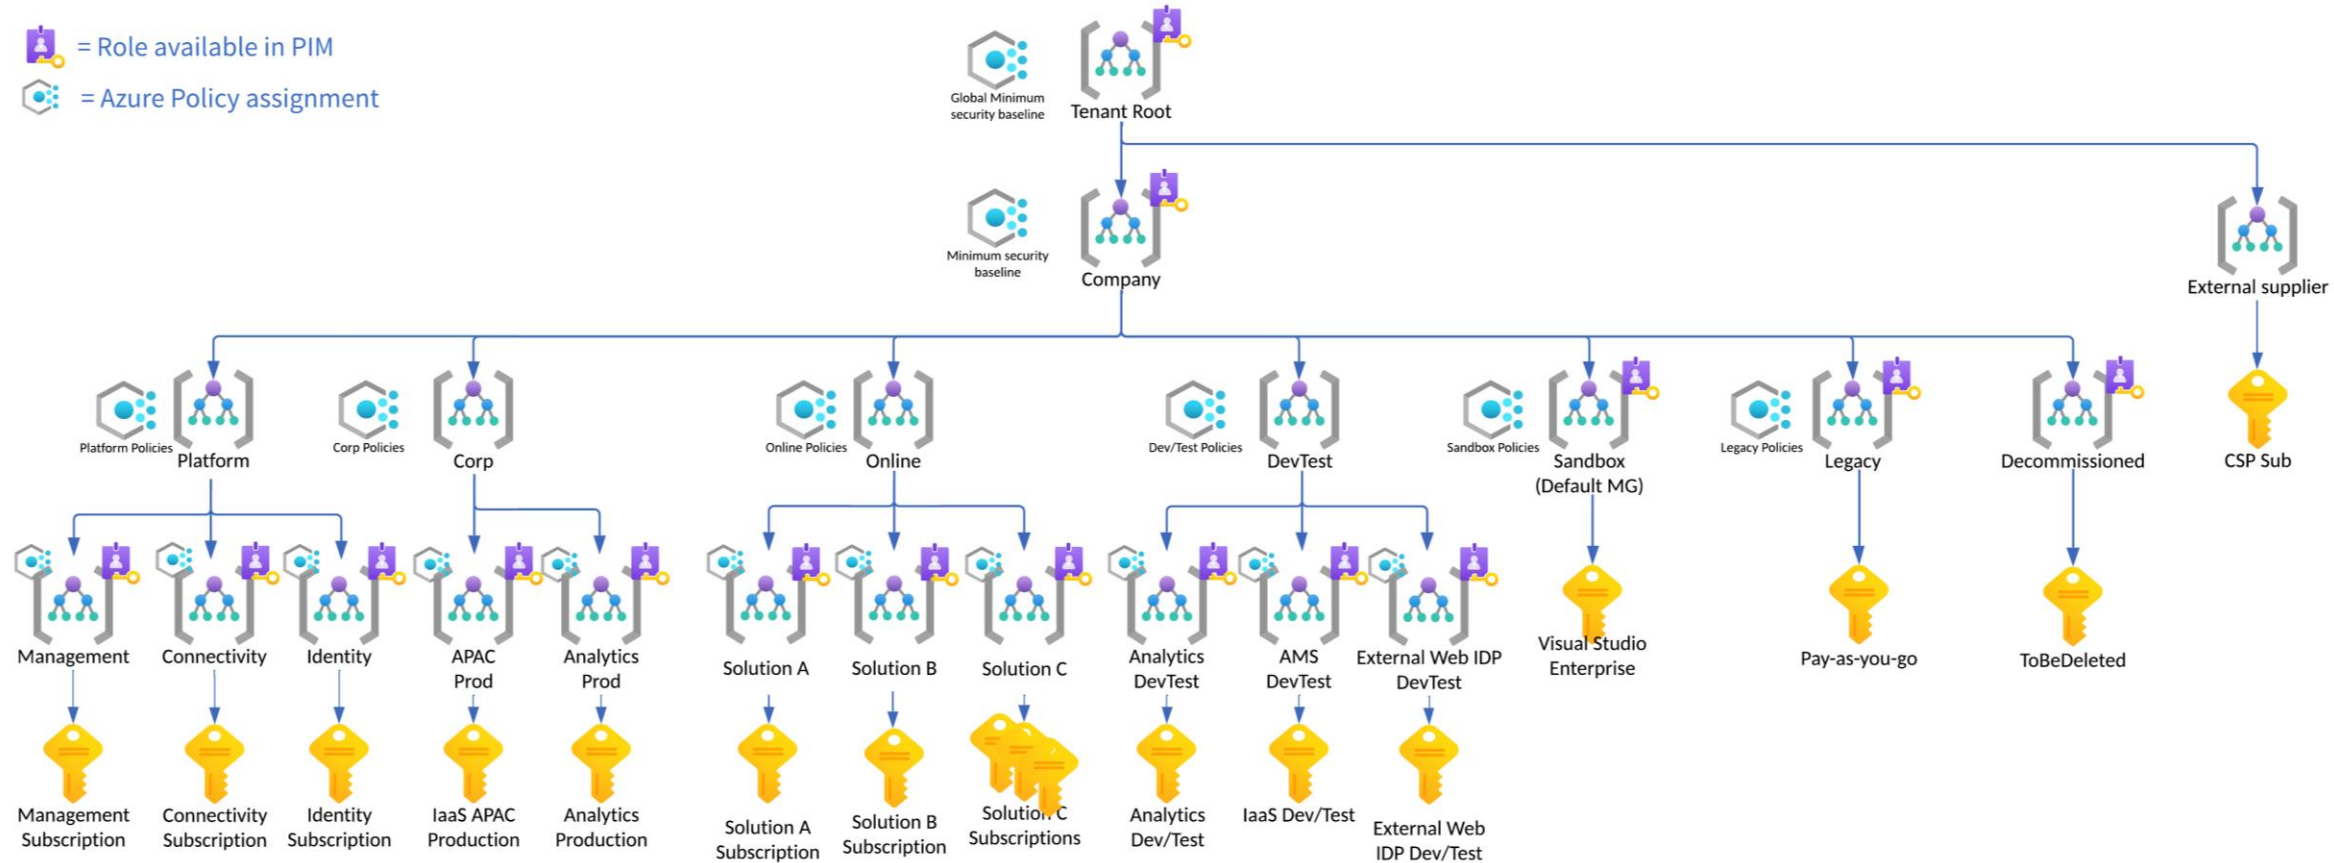 = Role available in PIM
= Azure Policy assignment
Global Minimum
security baseline
Tenant Root
Minimum security
baseline
Company
External supplier
Platform Policies
Platform
Corp Policies
Corp
Online Policies
Online
Dev/Test Policies
DevTest
Sandbox Policies
Sandbox
(Default MG)
Legacy Policies
Legacy
Decommissioned
CSP Sub
Management
Connectivity
Identity
APAC
Prod
Analytics
Prod
Solution A
Solution B
Solution C
Analytics
DevTest
AMS
DevTest
External Web IDP
DevTest
Visual Studio
Enterprise
Pay-as-you-go
ToBeDeleted
Management
Subscription
Connectivity
Subscription
Identity
Subscription
IaaS APAC
Production
Analytics
Production
Solution A
Subscription
Solution B
Subscription
Solution C
Subscriptions
Analytics
Dev/Test
IaaS Dev/Test
External Web
IDP Dev/Test